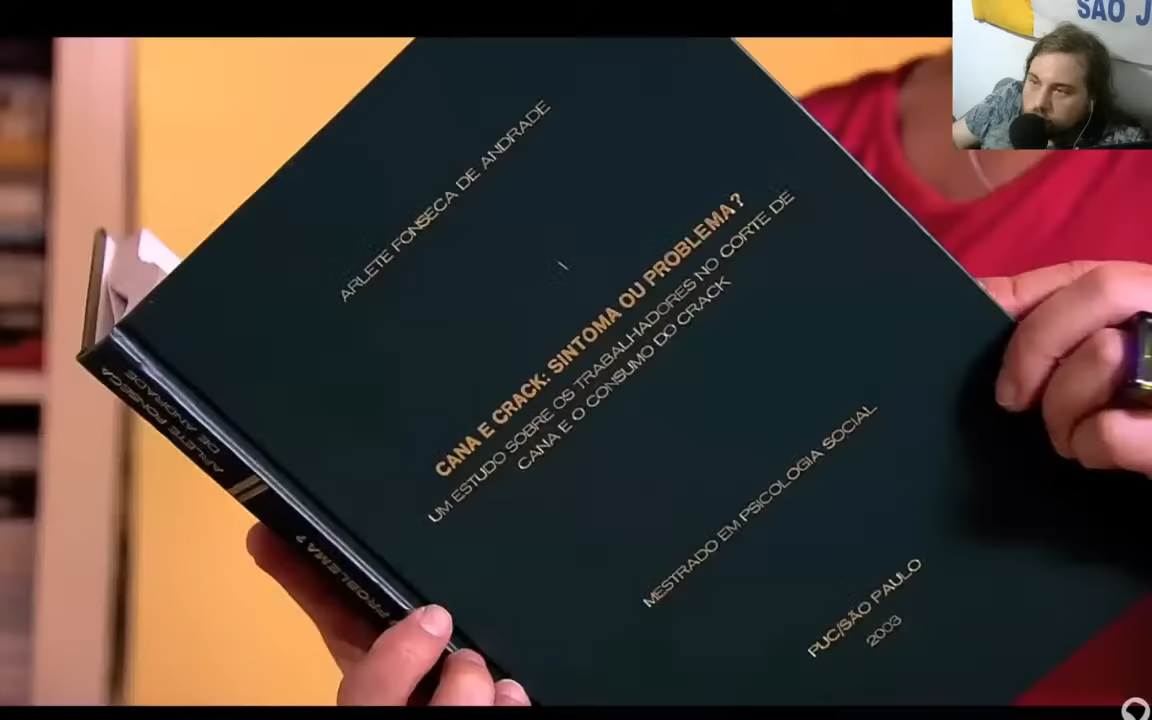 SÃO J
ARLETE FONSECA DE ANDRADE
CANA E CRACK: SINTOMA OU PROBLEMA?
UM ESTUDO SOBRE OS TRABALHADORES NO CORTE DE
CANA E O CONSUMO DO CRACK
MESTRADO EM PSICOLOGIA SOCIAL
PUC/SÃO PAULO
2003
ARLETE FONSECA
DE ANDRADE
PROBLEMA?